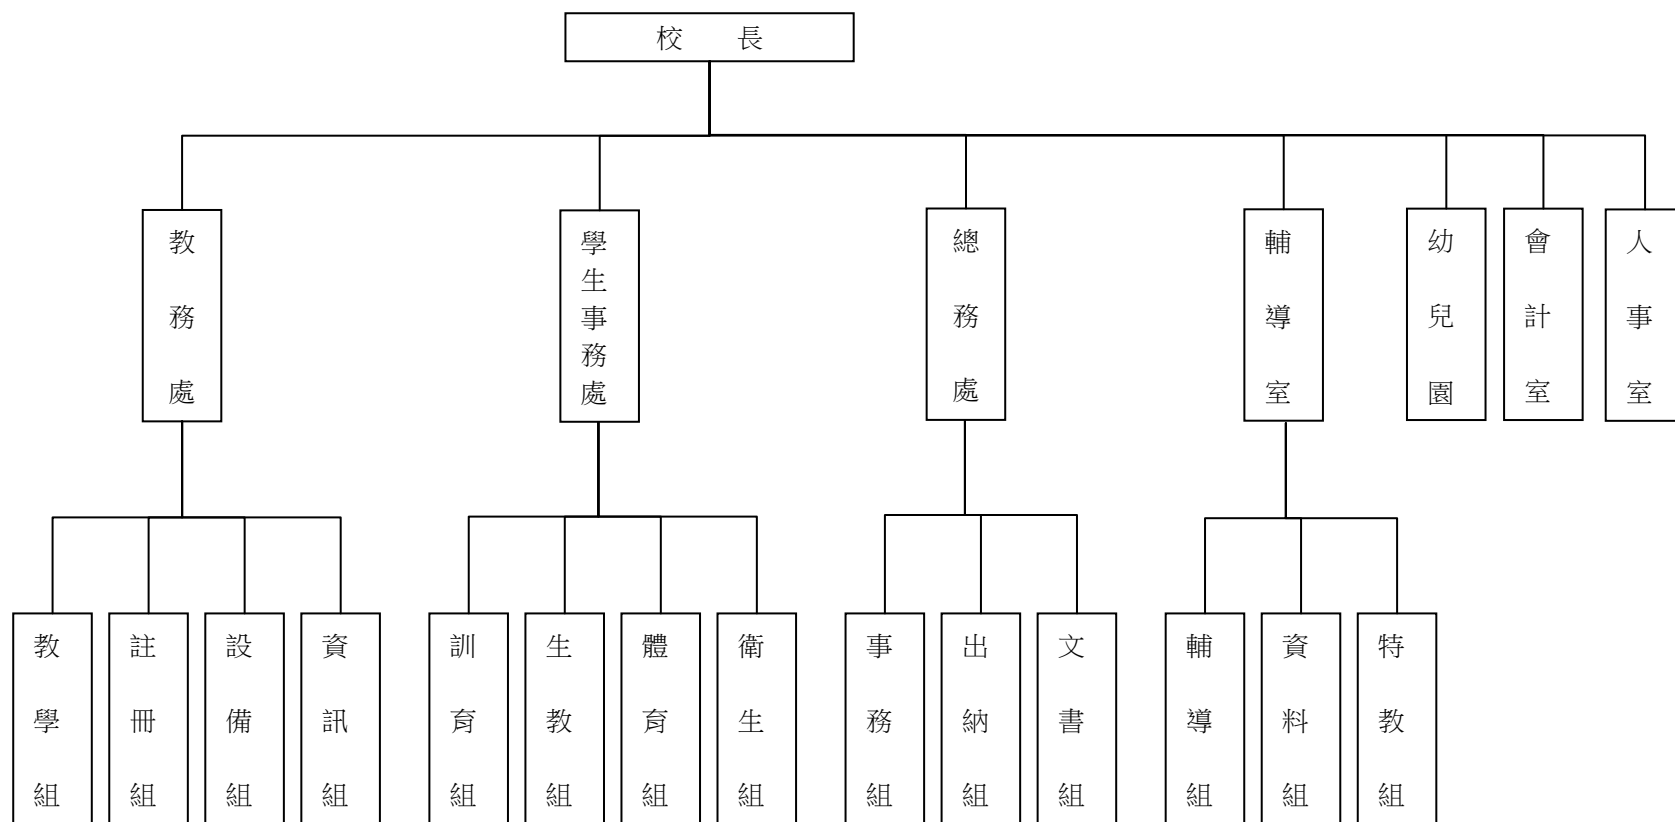 校長
教務處
學生事務處
總務處
輔導室
幼兒園
會計室
人事室
教學組
註冊組
設備組
資訊組
訓育組
生教組
體育組
衛生組
事務組
出納組
文書組
輔導組
資料組
特教組